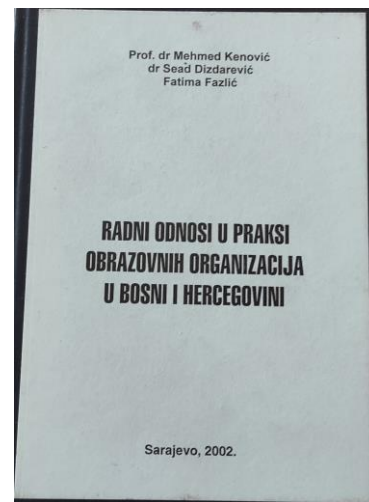 Prof. dr Mehmed Kenović
dr Sead Dizdarević
Fatima Fazlić
RADNI ODNOSI U PRAKSI
OBRAZOVNIH ORGANIZACIJA
U BOSNI I HERCEGOVINI
Sarajevo, 2002.